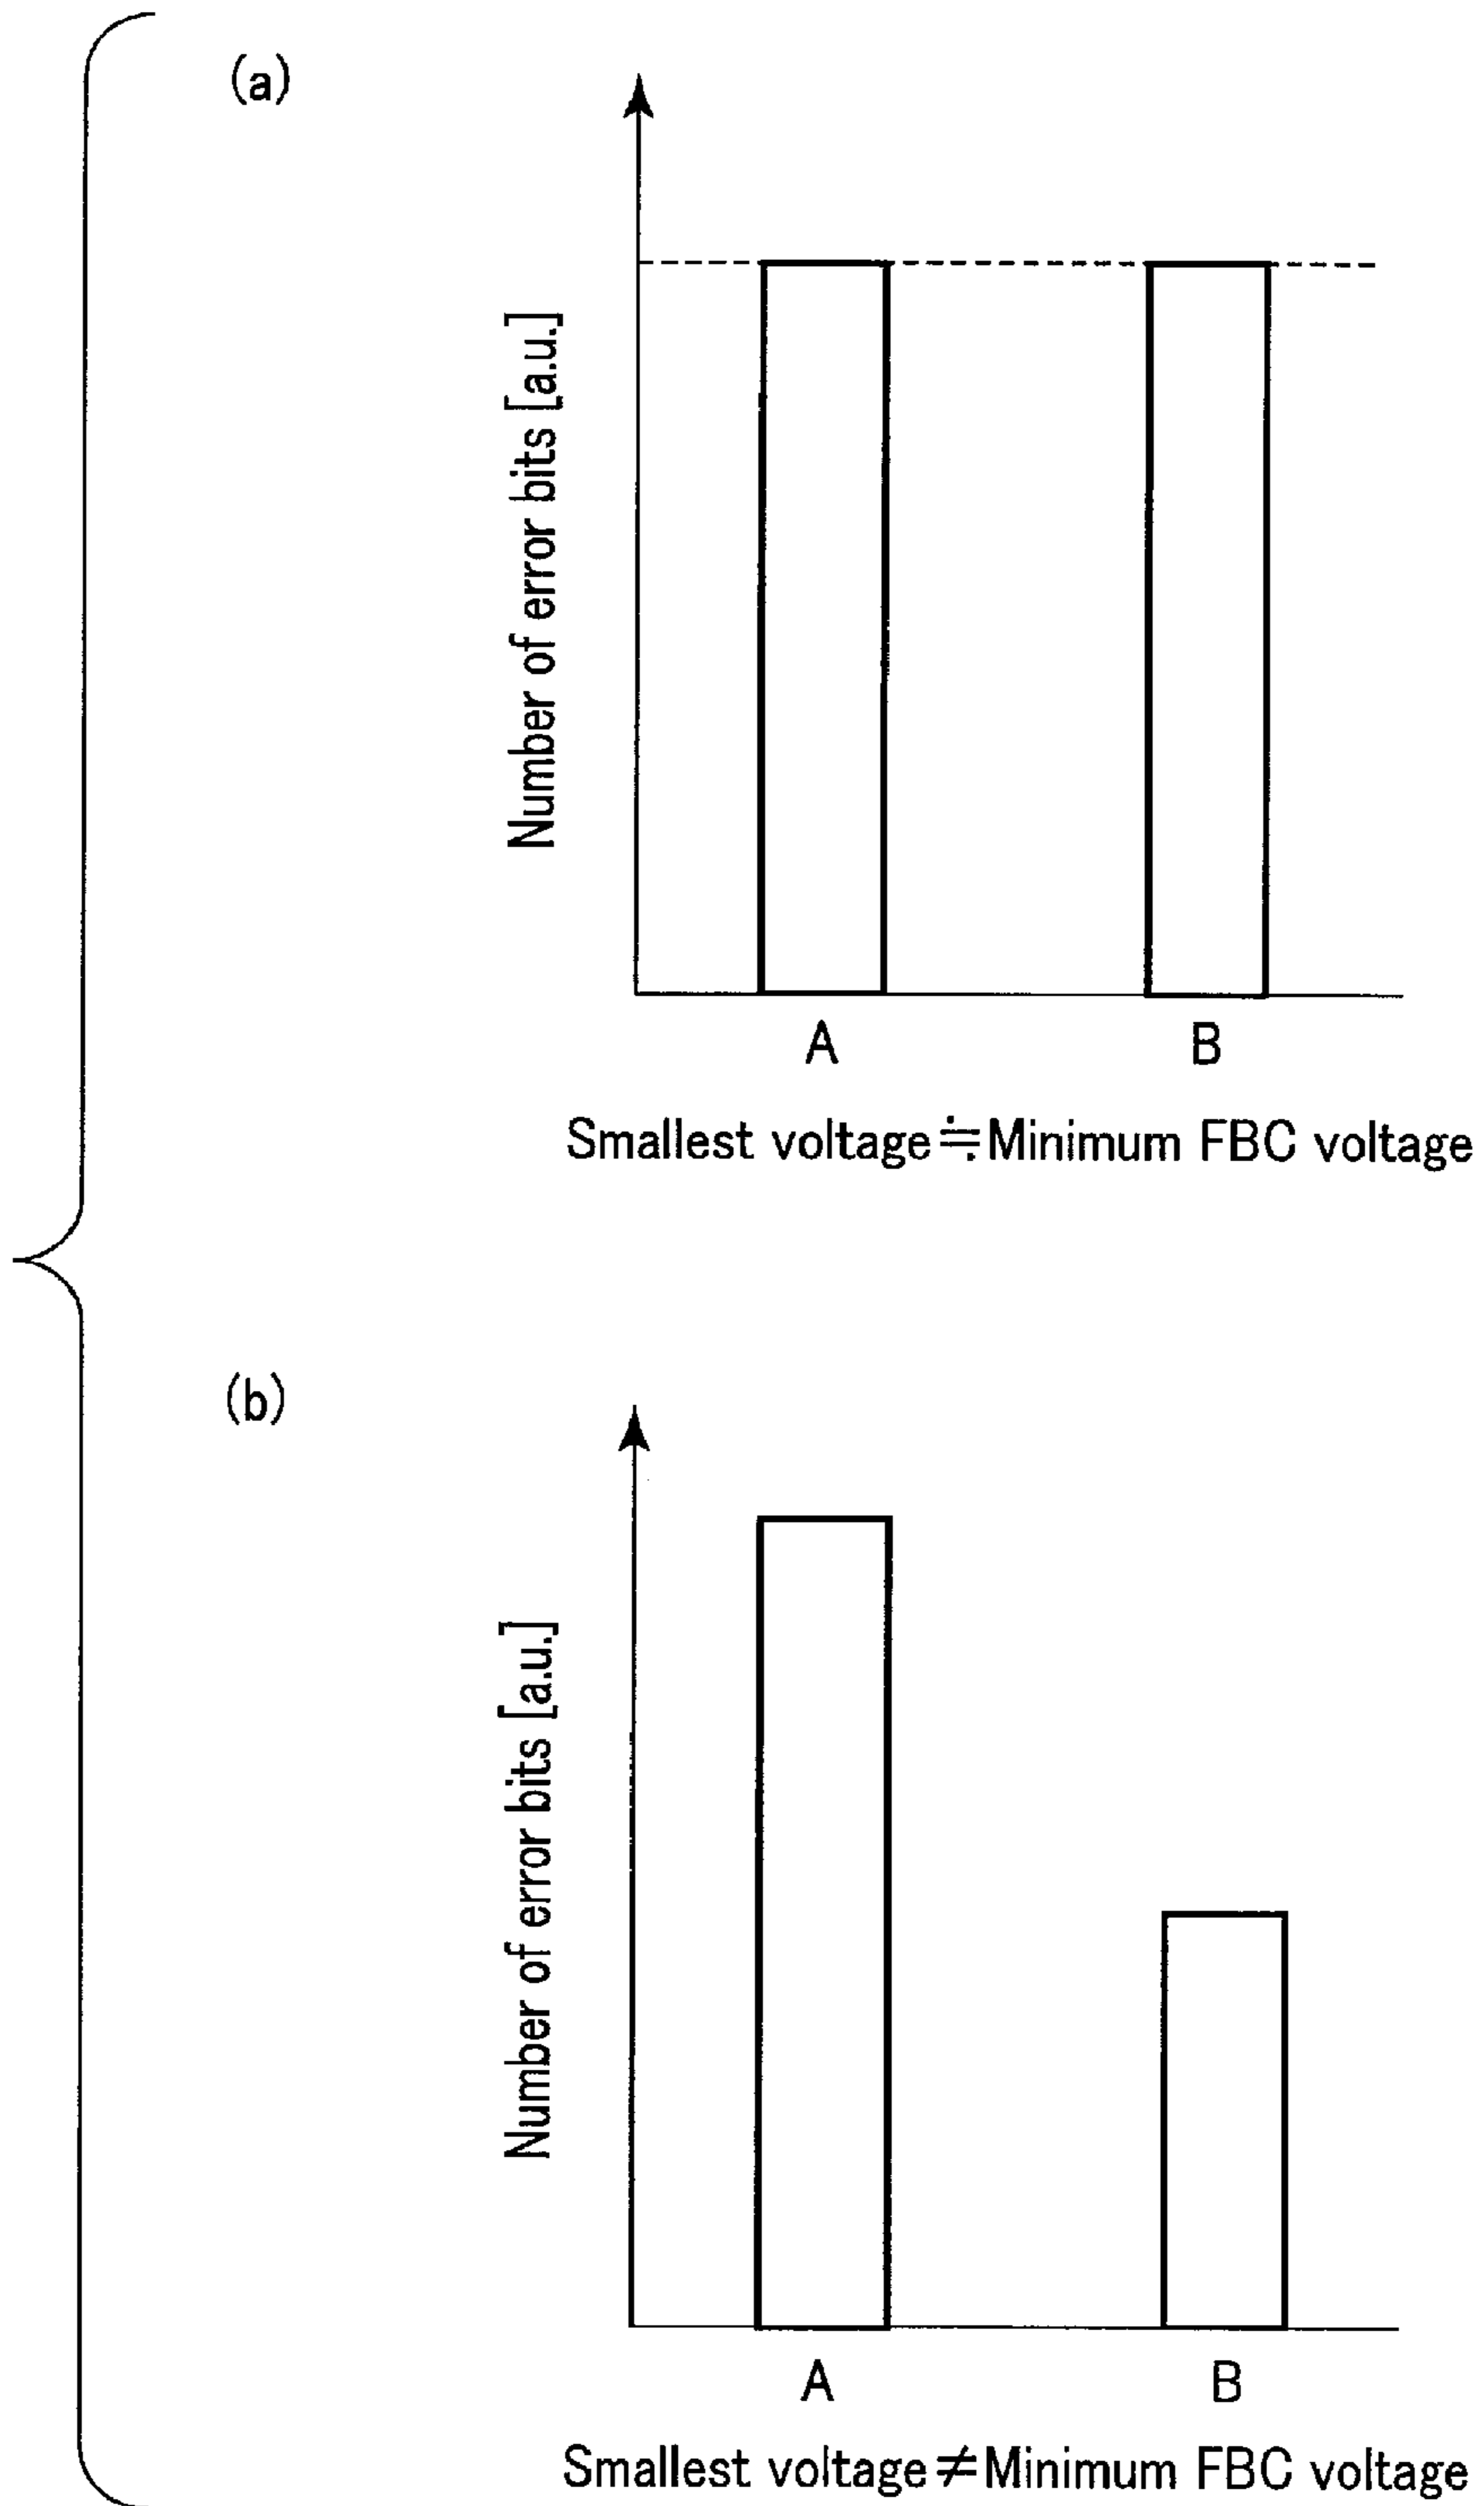 (a)
Number of error bits [a.u.]
A
B
Smallest voltage≒Minimum FBC voltage
(b)
Number of error bits [a.u.]
A
B
Smallest voltage≠Minimum FBC voltage